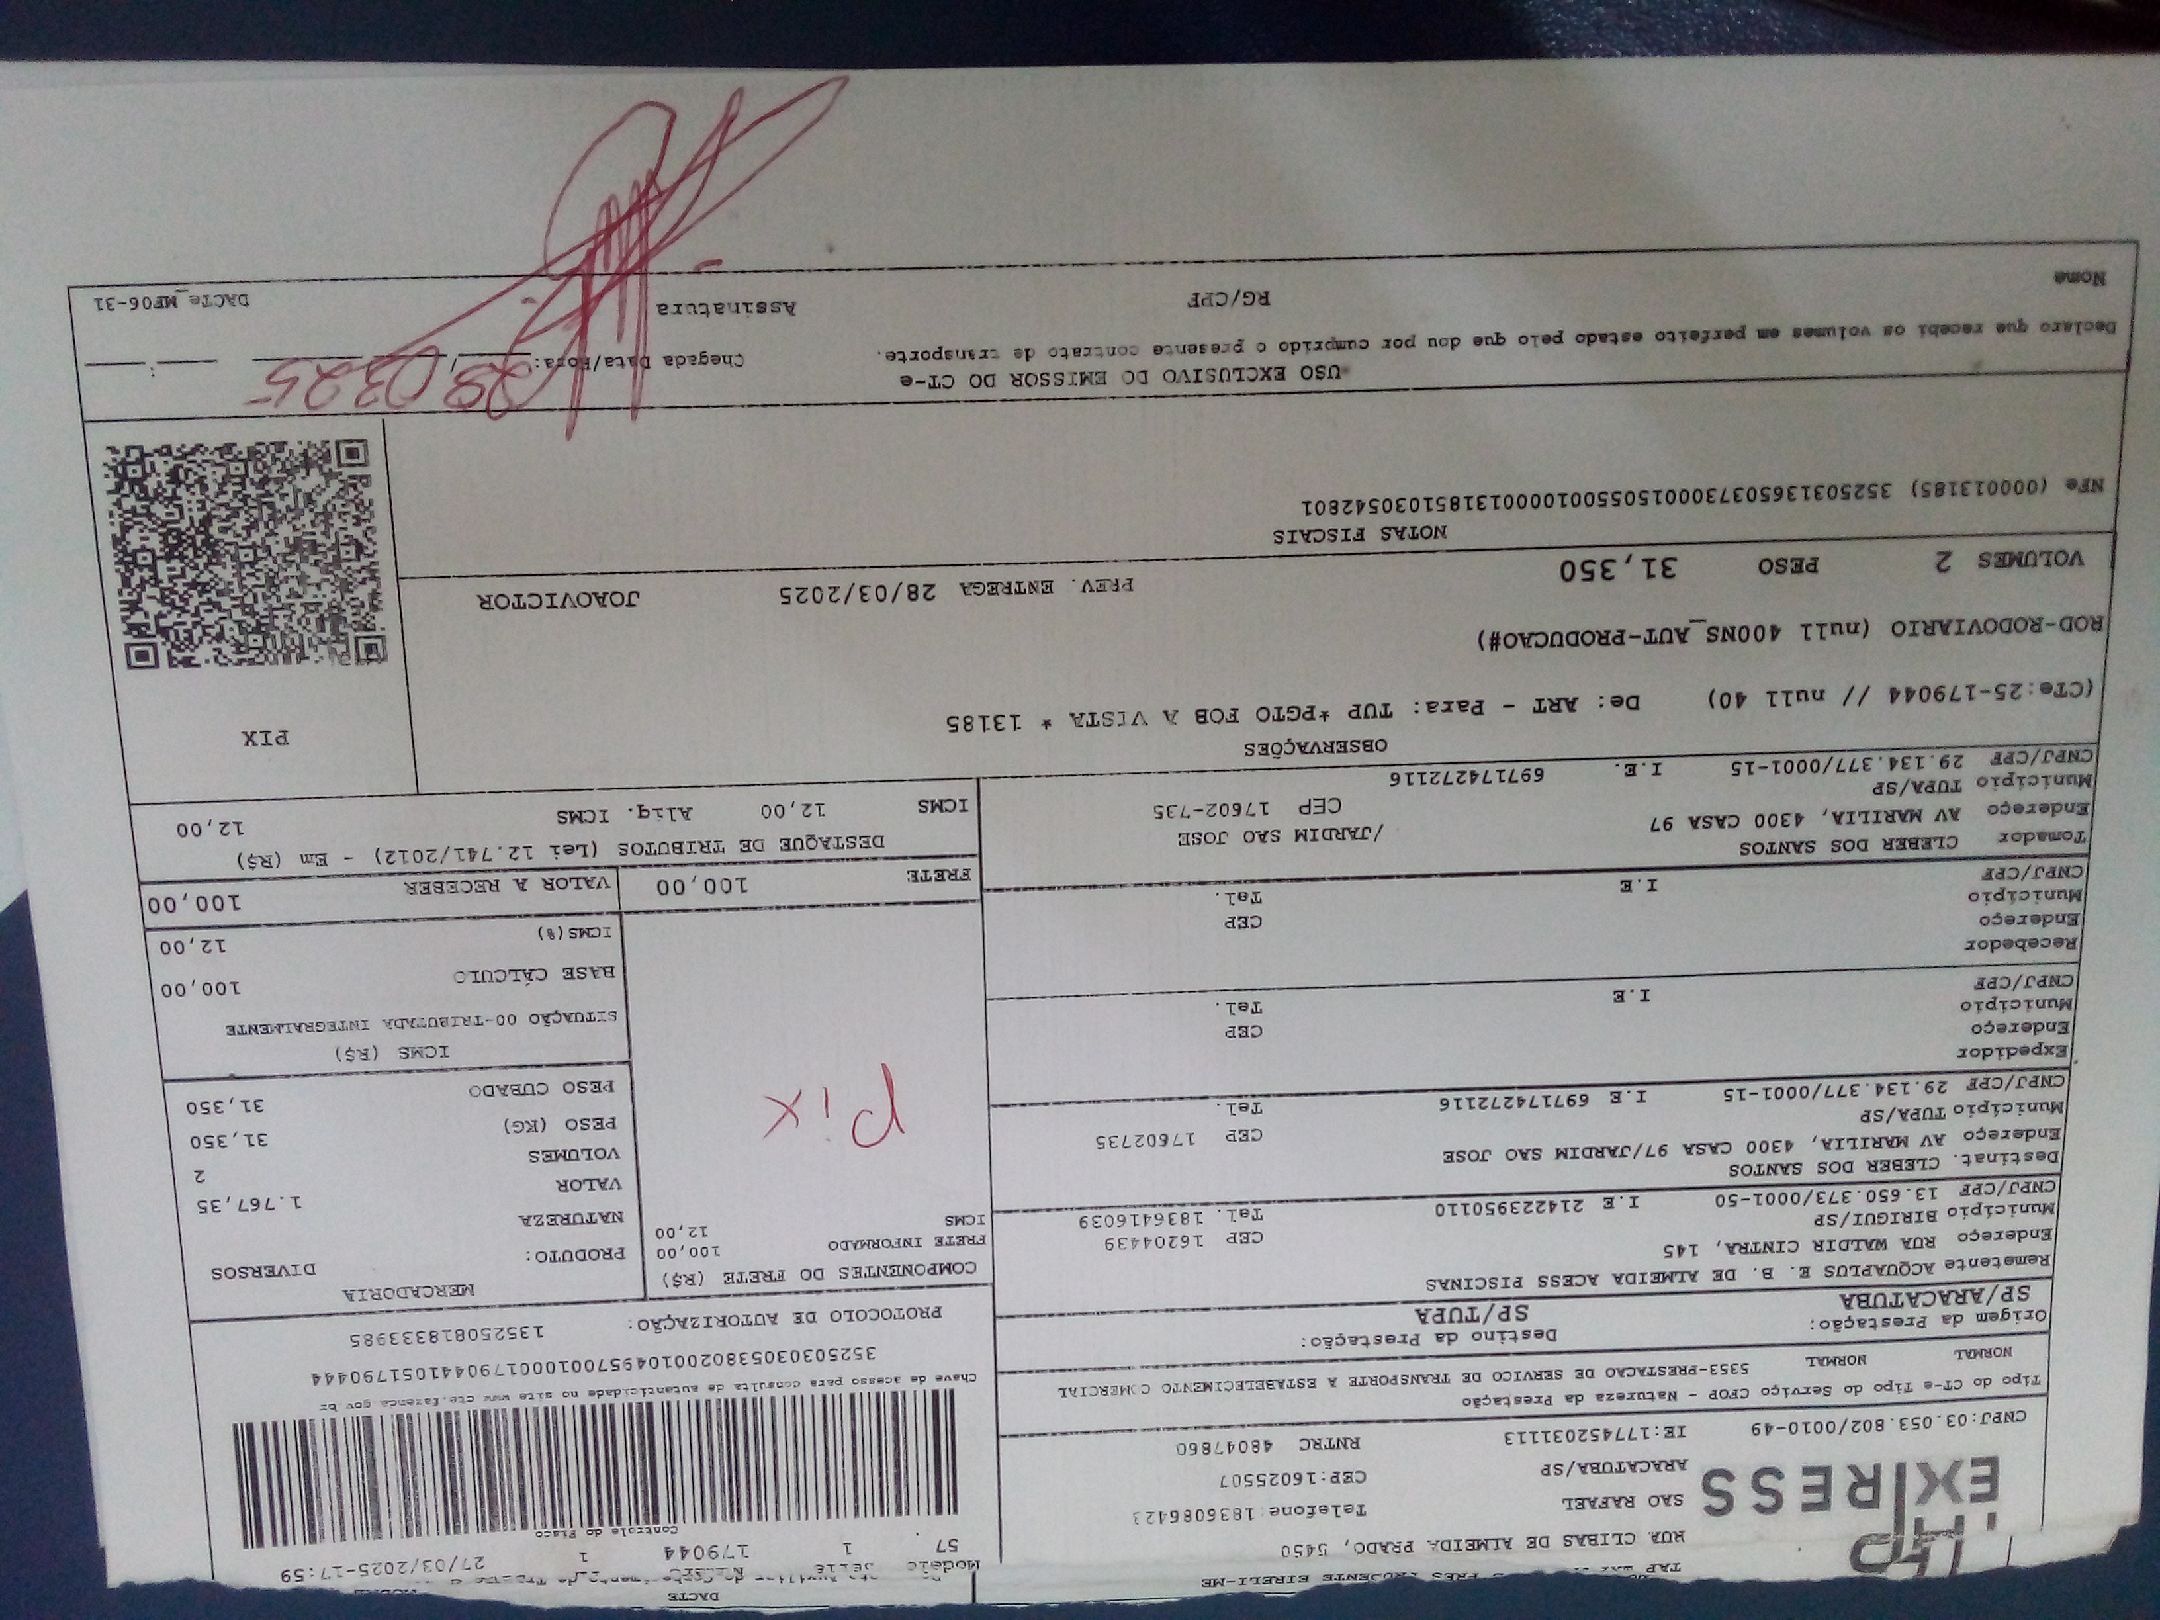 DACTE
EIRELI-ME
RUA CLIBAS DE ALMEIDA PRADO, 5450
SAO RAFAEL Telefone:1836086423
ARACATUBA/SP CEP:16025507
EXPRESS
CNPJ:03.053.802/0010-49 IE:177452031113 RNTRC 48047860
Modelo
57 1 179044 1 27/03/2025-17:59
Controle do Fisco
Tipo do CT-e Tipo do Serviço CFOP - Natureza da Prestação
NORMAL NORMAL 5353-PRESTACAO DE SERVICO DE TRANSPORTE A ESTABELECIMENTO COMERCIAL
Chave de acesso para consulta de autenticidade no site www.cte.fazenda.gov.br
35250303053802001049570010001790441051790444
Origem da Prestação: Destino da Prestação:
SP/ARACATUBA SP/TUPA
PROTOCOLO DE AUTORIZAÇÃO: 135250818333985
Remetente ACQUAPLUS E. B. DE ALMEIDA ACESS PISCINAS
Endereço RUA WALDIR CINTRA, 145 CEP 16204439
Município BIRIGUI/SP Tel. 1836416039
CNPJ/CPF 13.650.373/0001-50 I.E 214223950110
Destinat. CLEBER DOS SANTOS
Endereço AV MARILIA, 4300 CASA 97/JARDIM SAO JOSE CEP 17602735
Município TUPA/SP Tel.
CNPJ/CPF 29.134.377/0001-15 I.E 697174272116
Expedidor
Endereço CEP
Município Tel.
CNPJ/CPF I.E
Recebedor
Endereço CEP
Município Tel.
CNPJ/CPF I.E
Tomador CLEBER DOS SANTOS /JARDIM SAO JOSE
Endereço AV MARILIA, 4300 CASA 97 CEP 17602-735
Município TUPA/SP
CNPJ/CPF 29.134.377/0001-15 I.E. 697174272116
COMPONENTES DO FRETE (R$)
FRETE INFORMADO 100,00
ICMS 12,00
Pix
MERCADORIA
PRODUTO: DIVERSOS
NATUREZA
VALOR 1.767,35
VOLUMES 2
PESO (KG) 31,350
PESO CUBADO 31,350
ICMS (R$)
SITUAÇÃO 00-TRIBUTADA INTEGRALMENTE
BASE CÁLCULO 100,00
ICMS(%) 12,00
FRETE 100,00 VALOR A RECEBER 100,00
DESTAQUE DE TRIBUTOS (Lei 12.741/2012) - Em (R$)
ICMS 12,00 Aliq. ICMS 12,00
OBSERVAÇÕES
(CTe:25-179044 // null 40) De: ART - Para: TUP *PGTO FOB A VISTA * 13185
PIX
ROD-RODOVIARIO (null 400NS_AUT-PRODUCAO#)
VOLUMES 2 PESO 31,350 PREV. ENTREGA 28/03/2025 JOAOVICTOR
NOTAS FISCAIS
NFe (000013185) 35250313650373000150550010000131851030542801
USO EXCLUSIVO DO EMISSOR DO CT-e
Declaro que recebi os volumes em perfeito estado pelo que dou por cumprido o presente contrato de transporte.
Chegada Data/Hora: / / :
28 03 25
Nome RG/CPF Assinatura DACTe_MF06-31